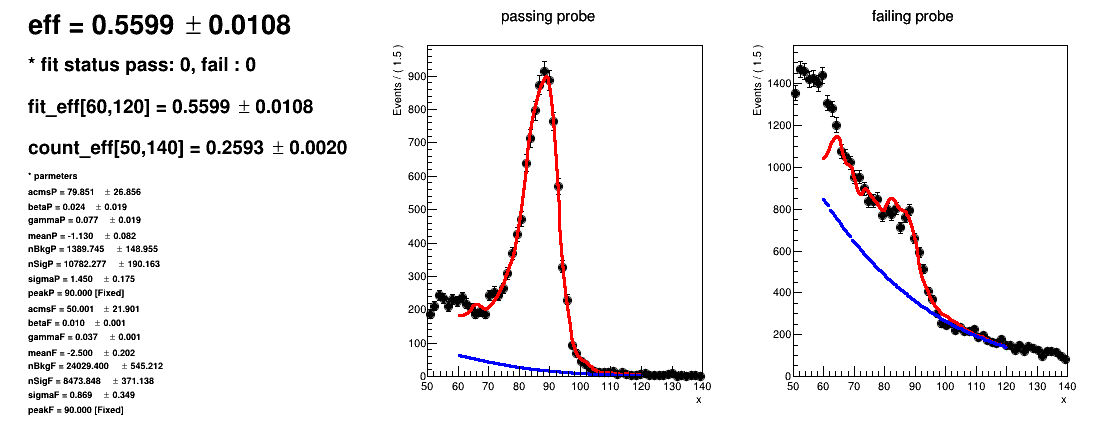 eff = 0.5599 ± 0.0108
* fit status pass: 0, fail : 0
fit_eff[60,120] = 0.5599 ± 0.0108
count_eff[50,140] = 0.2593 ± 0.0020
* parmeters
acmsP = 79.851 ± 26.856
betaP = 0.024 ± 0.019
gammaP = 0.077 ± 0.019
meanP = -1.130 ± 0.082
nBkgP = 1389.745 ± 148.955
nSigP = 10782.277 ± 190.163
sigmaP = 1.450 ± 0.175
peakP = 90.000 [Fixed]
acmsF = 50.001 ± 21.901
betaF = 0.010 ± 0.001
gammaF = 0.037 ± 0.001
meanF = -2.500 ± 0.202
nBkgF = 24029.400 ± 545.212
nSigF = 8473.848 ± 371.138
sigmaF = 0.869 ± 0.349
peakF = 90.000 [Fixed]
passing probe
Events / ( 1.5 )
900
800
700
600
500
400
300
200
100
0
50 60 70 80 90 100 110 120 130 140
x
failing probe
Events / ( 1.5 )
1400
1200
1000
800
600
400
200
0
50 60 70 80 90 100 110 120 130 140
x